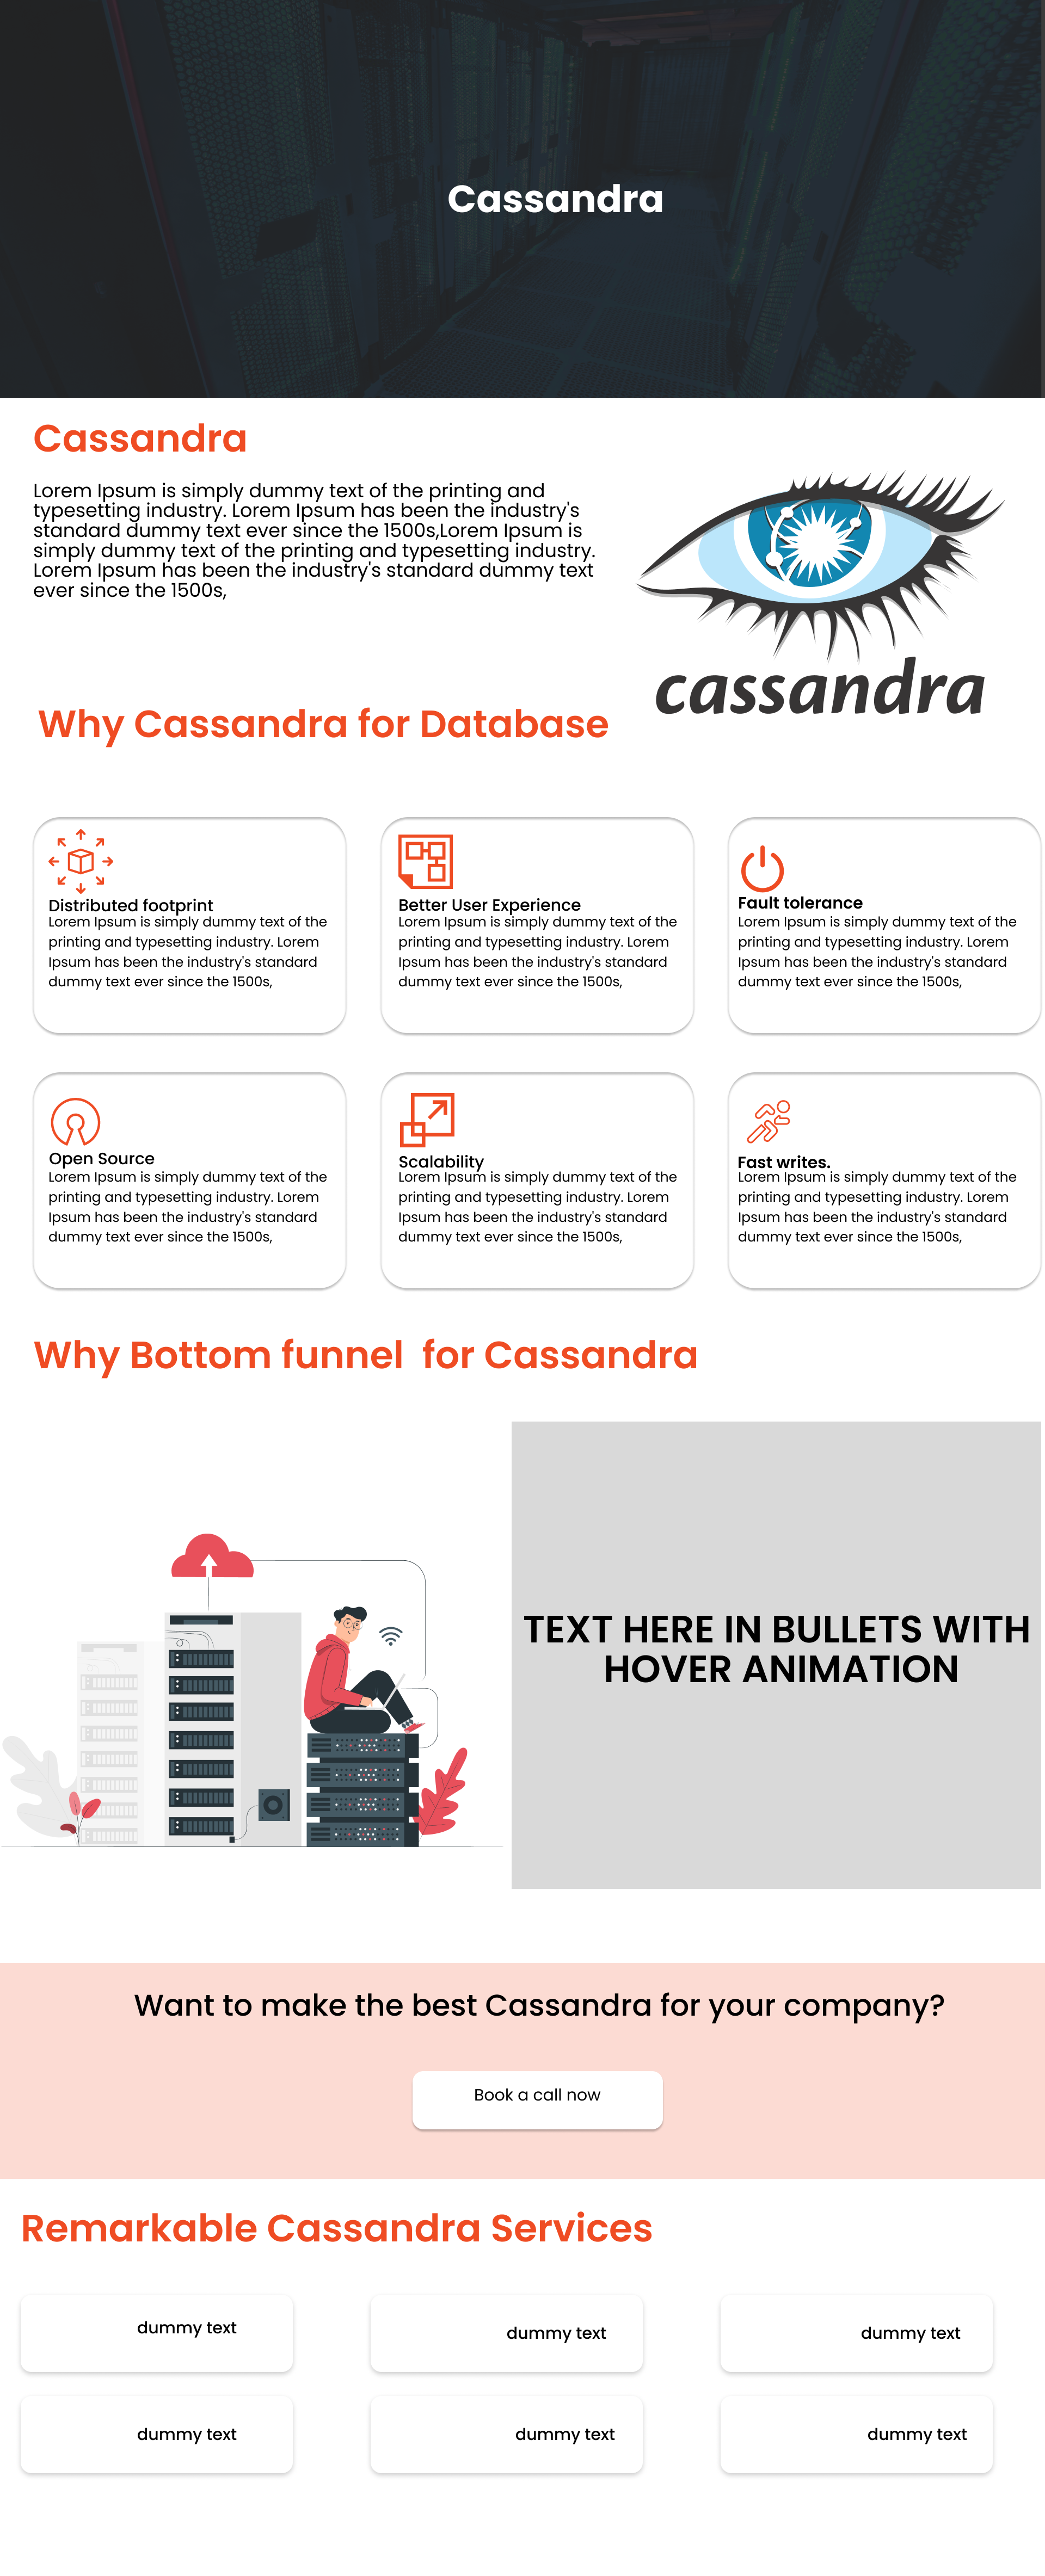 Cassandra
Cassandra
Lorem Ipsum is simply dummy text of the printing and
typesetting industry. Lorem Ipsum has been the industry's
standard dummy text ever since the 1500s,Lorem Ipsum is
simply dummy text of the printing and typesetting industry.
Lorem Ipsum has been the industry's standard dummy text
ever since the 1500s,
cassandra
Why Cassandra for Database
Distributed footprint
Lorem Ipsum is simply dummy text of the
printing and typesetting industry. Lorem
Ipsum has been the industry's standard
dummy text ever since the 1500s,
Better User Experience
Lorem Ipsum is simply dummy text of the
printing and typesetting industry. Lorem
Ipsum has been the industry's standard
dummy text ever since the 1500s,
Fault tolerance
Lorem Ipsum is simply dummy text of the
printing and typesetting industry. Lorem
Ipsum has been the industry's standard
dummy text ever since the 1500s,
Open Source
Lorem Ipsum is simply dummy text of the
printing and typesetting industry. Lorem
Ipsum has been the industry's standard
dummy text ever since the 1500s,
Scalability
Lorem Ipsum is simply dummy text of the
printing and typesetting industry. Lorem
Ipsum has been the industry's standard
dummy text ever since the 1500s,
Fast writes.
Lorem Ipsum is simply dummy text of the
printing and typesetting industry. Lorem
Ipsum has been the industry's standard
dummy text ever since the 1500s,
Why Bottom funnel  for Cassandra
TEXT HERE IN BULLETS WITH
HOVER ANIMATION
Want to make the best Cassandra for your company?
Book a call now
Remarkable Cassandra Services
dummy text
dummy text
dummy text
dummy text
dummy text
dummy text